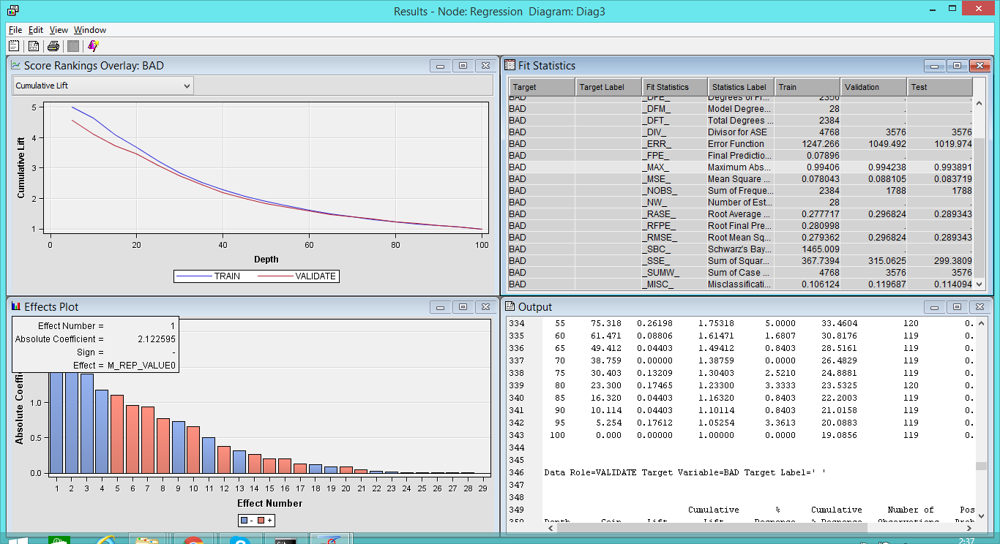 Results - Node: Regression Diagram: Diag3
File Edit View Window
Score Rankings Overlay: BAD
Cumulative Lift
Cumulative Lift
5
4
3
2
1
0 20 40 60 80 100
Depth
TRAIN VALIDATE
Fit Statistics
Target Target Label Fit Statistics Statistics Label Train Validation Test
BAD _DFE_ Degrees of Fr... 2356 . .
BAD _DFM_ Model Degree... 28 . .
BAD _DFT_ Total Degrees ... 2384 . .
BAD _DIV_ Divisor for ASE 4768 3576 3576
BAD _ERR_ Error Function 1247.266 1049.492 1019.974
BAD _FPE_ Final Predictio... 0.07896 . .
BAD _MAX_ Maximum Abs... 0.99406 0.994238 0.993891
BAD _MSE_ Mean Square ... 0.078043 0.088105 0.083719
BAD _NOBS_ Sum of Freque... 2384 1788 1788
BAD _NW_ Number of Est... 28 . .
BAD _RASE_ Root Average ... 0.277717 0.296824 0.289343
BAD _RFPE_ Root Final Pre... 0.280998 . .
BAD _RMSE_ Root Mean Sq... 0.279362 0.296824 0.289343
BAD _SBC_ Schwarz's Bay... 1465.009 . .
BAD _SSE_ Sum of Squar... 367.7394 315.0625 299.3809
BAD _SUMW_ Sum of Case ... 4768 3576 3576
BAD _MISC_ Misclassificati... 0.106124 0.119687 0.114094
Effects Plot
Effect Number = 1
Absolute Coefficient = 2.122595
Sign = -
Effect = M_REP_VALUE0
Absolute Coeffi
1.0
0.5
0.0
1 2 3 4 5 6 7 8 9 10 11 12 13 14 15 16 17 18 19 20 21 22 23 24 25 26 27 28 29
Effect Number
- +
Output
334 55 75.318 0.26198 1.75318 5.0000 33.4604 120 0.
335 60 61.471 0.08806 1.61471 1.6807 30.8176 119 0.
336 65 49.412 0.04403 1.49412 0.8403 28.5161 119 0.
337 70 38.759 0.00000 1.38759 0.0000 26.4829 119 0.
338 75 30.403 0.13209 1.30403 2.5210 24.8881 119 0.
339 80 23.300 0.17465 1.23300 3.3333 23.5325 120 0.
340 85 16.320 0.04403 1.16320 0.8403 22.2003 119 0.
341 90 10.114 0.04403 1.10114 0.8403 21.0158 119 0.
342 95 5.254 0.17612 1.05254 3.3613 20.0883 119 0.
343 100 0.000 0.00000 1.00000 0.0000 19.0856 119 0.
344
345
346 Data Role=VALIDATE Target Variable=BAD Target Label=' '
347
348
349 Cumulative % Cumulative Number of Pos
350 Depth Gain Lift Lift Response % Response Observations Prob
2:37